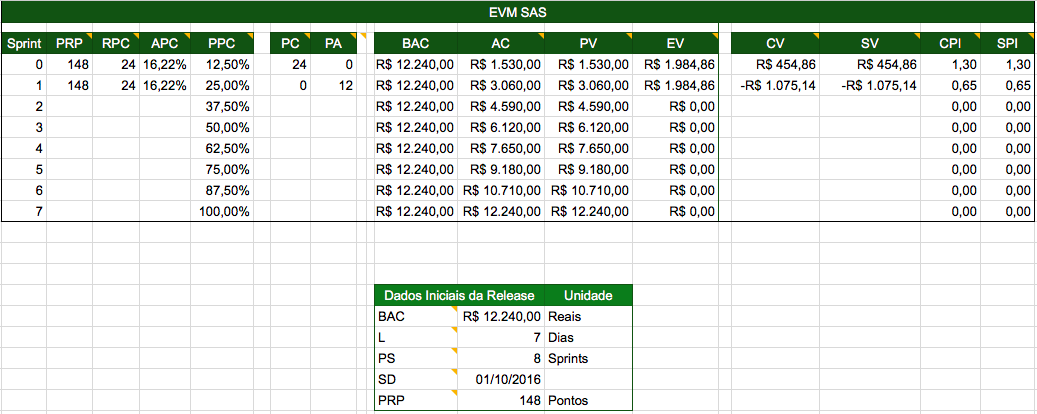 EVM SAS
Sprint PRP RPC APC PPC PC PA BAC AC PV EV CV SV CPI SPI
0 148 24 16,22% 12,50% 24 0 R$ 12.240,00 R$ 1.530,00 R$ 1.530,00 R$ 1.984,86 R$ 454,86 R$ 454,86 1,30 1,30
1 148 24 16,22% 25,00% 0 12 R$ 12.240,00 R$ 3.060,00 R$ 3.060,00 R$ 1.984,86 -R$ 1.075,14 -R$ 1.075,14 0,65 0,65
2 37,50% R$ 12.240,00 R$ 4.590,00 R$ 4.590,00 R$ 0,00 0,00 0,00
3 50,00% R$ 12.240,00 R$ 6.120,00 R$ 6.120,00 R$ 0,00 0,00 0,00
4 62,50% R$ 12.240,00 R$ 7.650,00 R$ 7.650,00 R$ 0,00 0,00 0,00
5 75,00% R$ 12.240,00 R$ 9.180,00 R$ 9.180,00 R$ 0,00 0,00 0,00
6 87,50% R$ 12.240,00 R$ 10.710,00 R$ 10.710,00 R$ 0,00 0,00 0,00
7 100,00% R$ 12.240,00 R$ 12.240,00 R$ 12.240,00 R$ 0,00 0,00 0,00
Dados Iniciais da Release Unidade
BAC R$ 12.240,00 Reais
L 7 Dias
PS 8 Sprints
SD 01/10/2016
PRP 148 Pontos